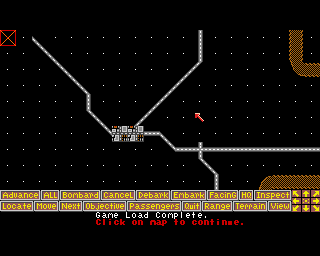 Advance ALL Bombard Cancel Debark Embark Facing HQ Inspect
Locate Move Next Objective Passengers Quit Range Terrain View
Game Load Complete.
Click on map to continue.